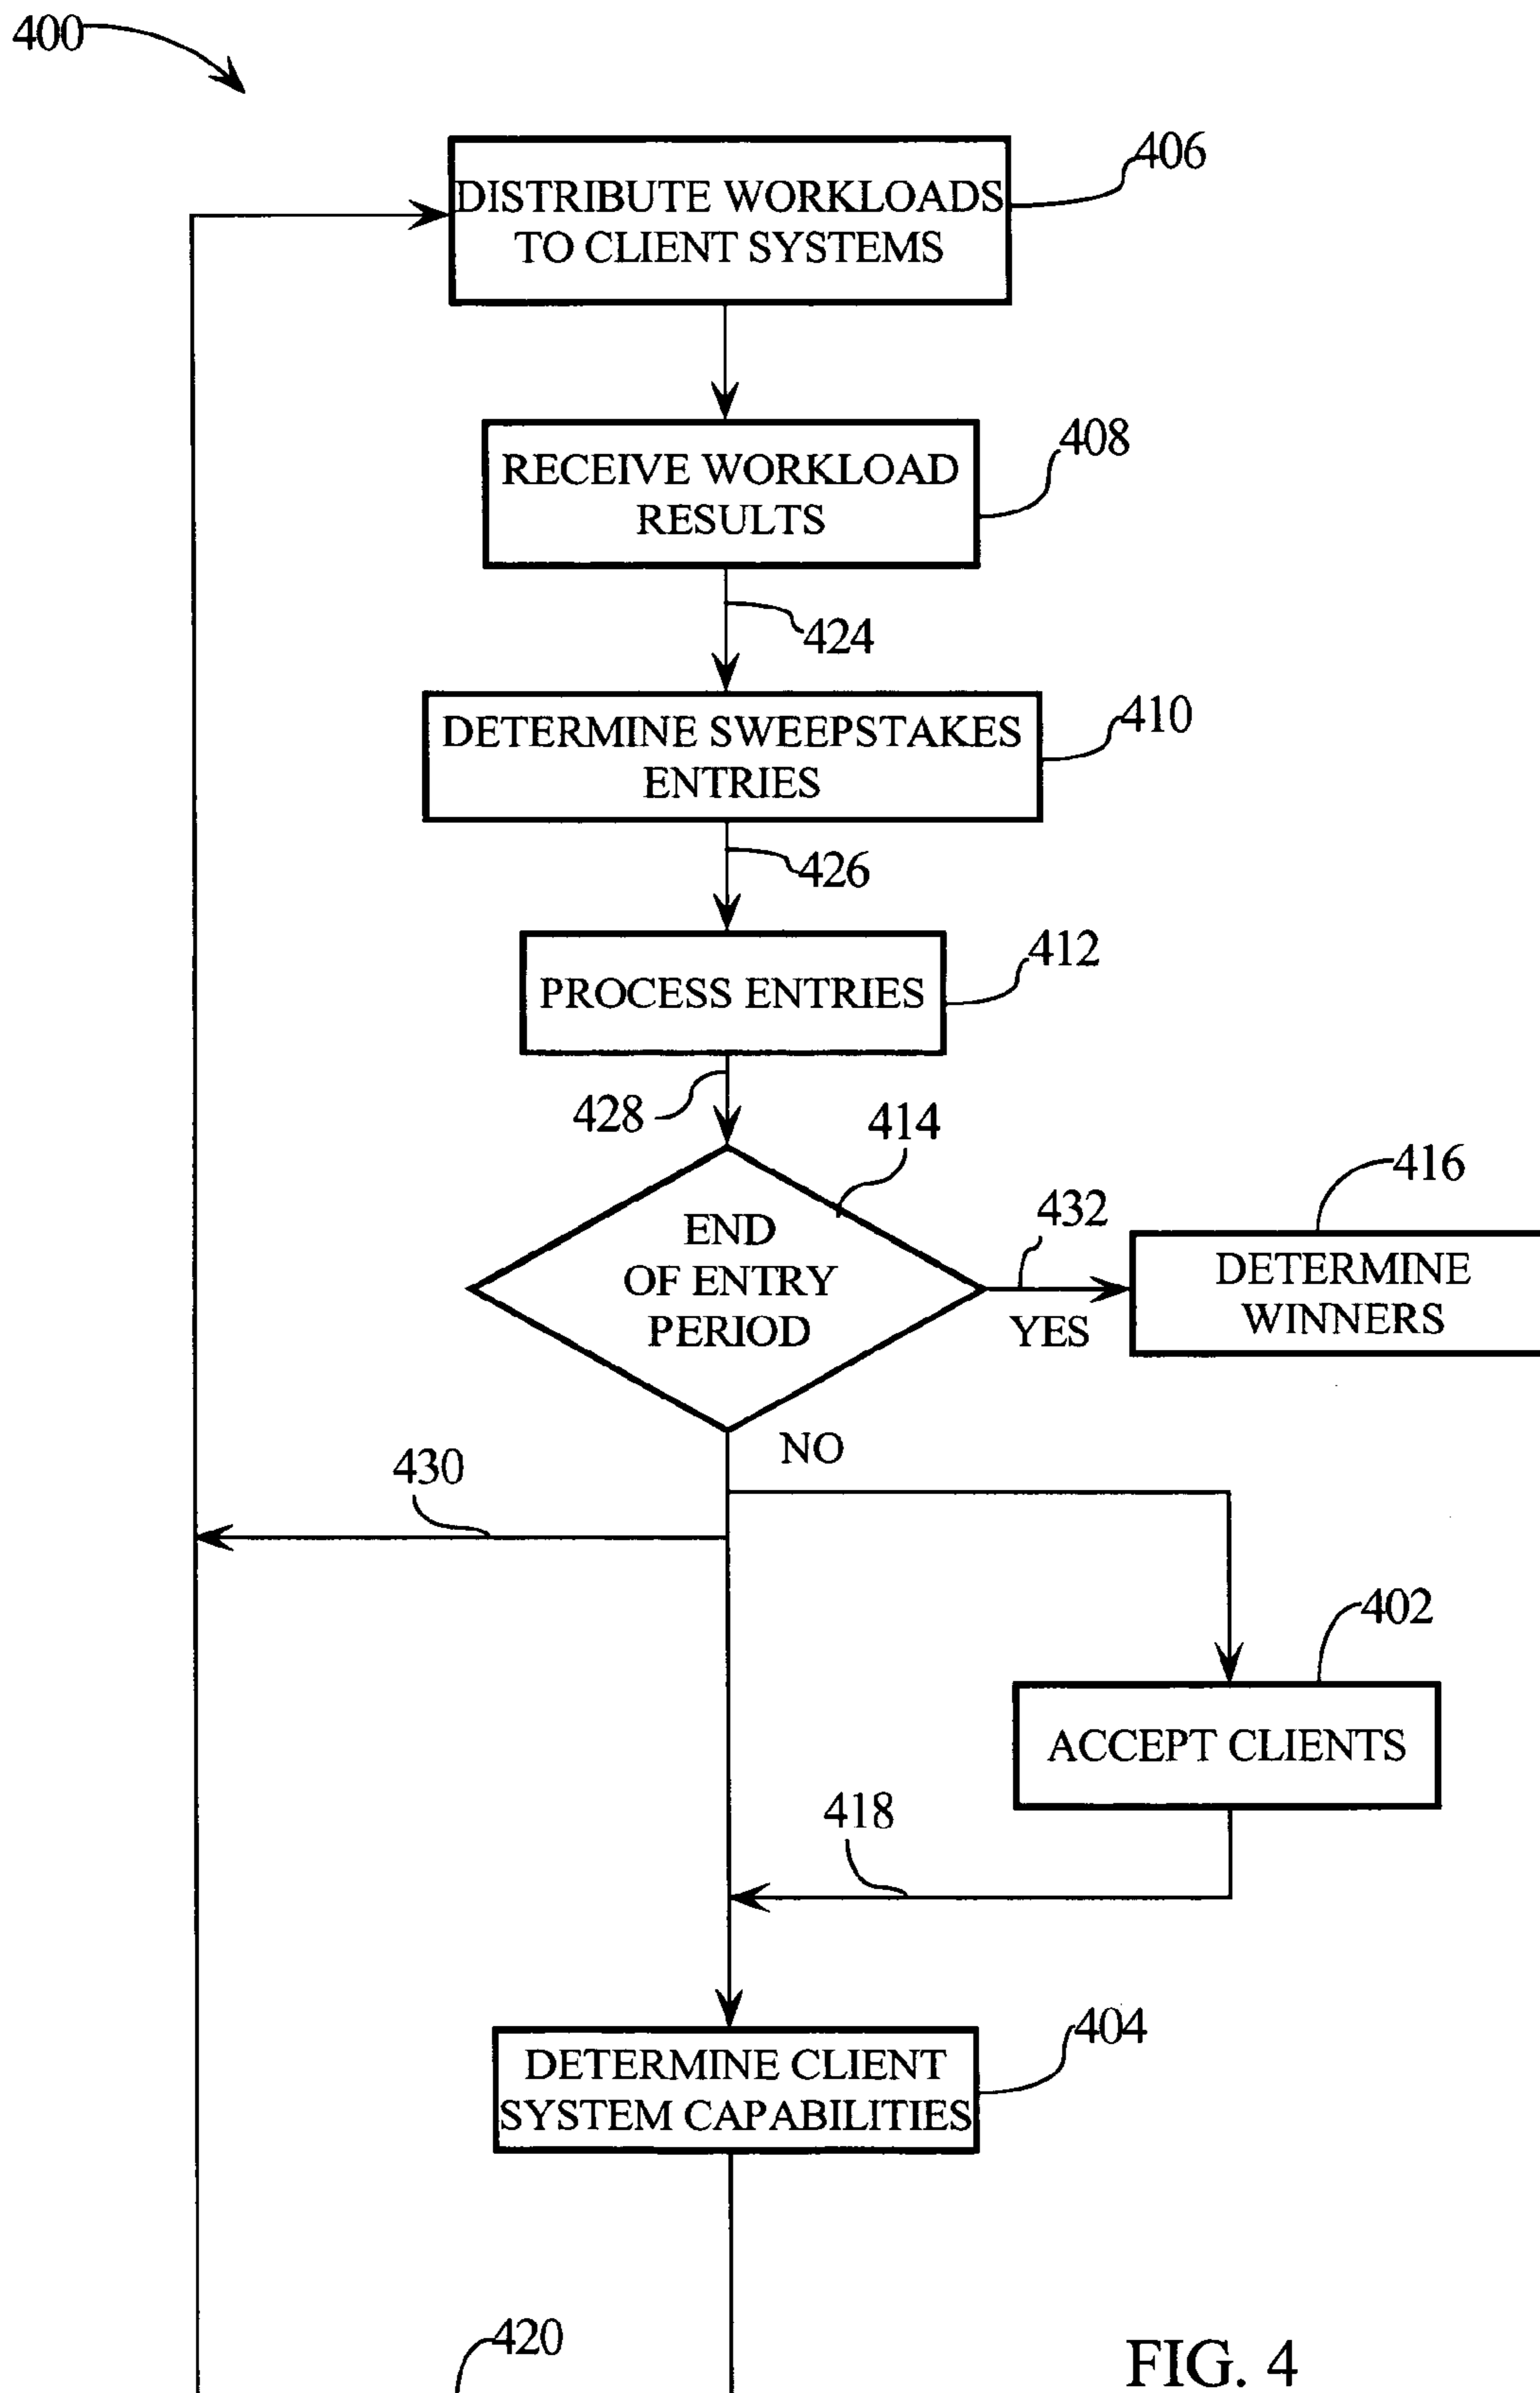 400
406
DISTRIBUTE WORKLOADS
TO CLIENT SYSTEMS
408
RECEIVE WORKLOAD
RESULTS
424
410
DETERMINE SWEEPSTAKES
ENTRIES
426
412
PROCESS ENTRIES
428
414
416
432
END
OF ENTRY
PERIOD
DETERMINE
WINNERS
YES
NO
430
402
ACCEPT CLIENTS
418
404
DETERMINE CLIENT
SYSTEM CAPABILITIES
420
FIG. 4